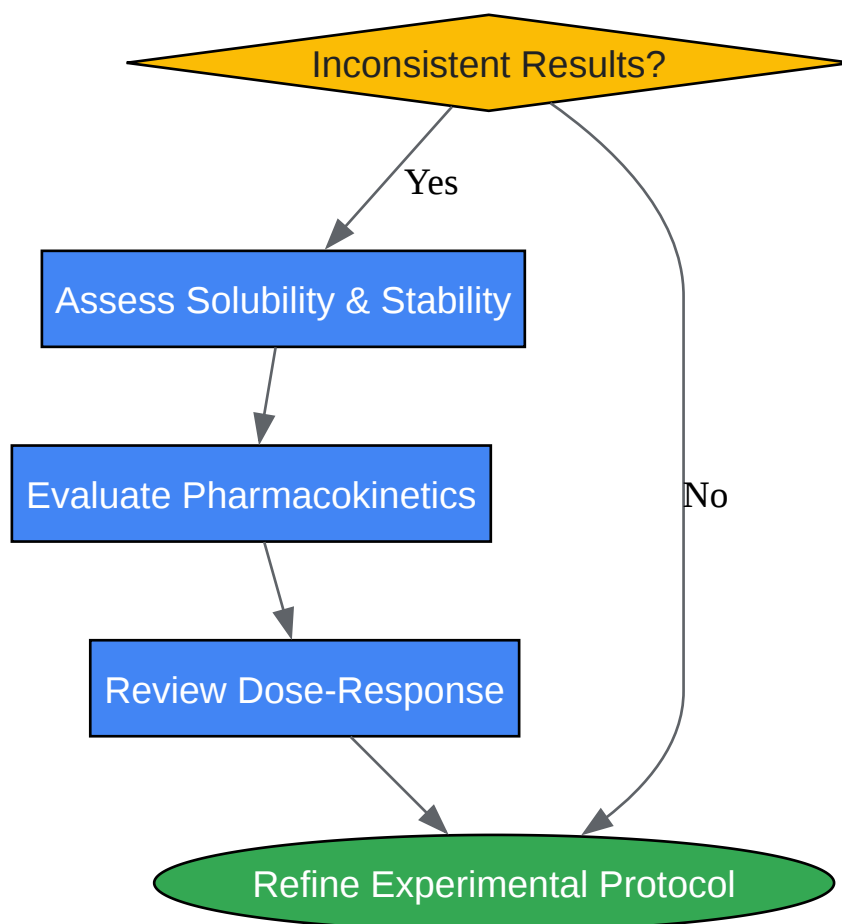 Inconsistent Results?
Yes
Assess Solubility & Stability
Evaluate Pharmacokinetics
No
Review Dose-Response
Refine Experimental Protocol